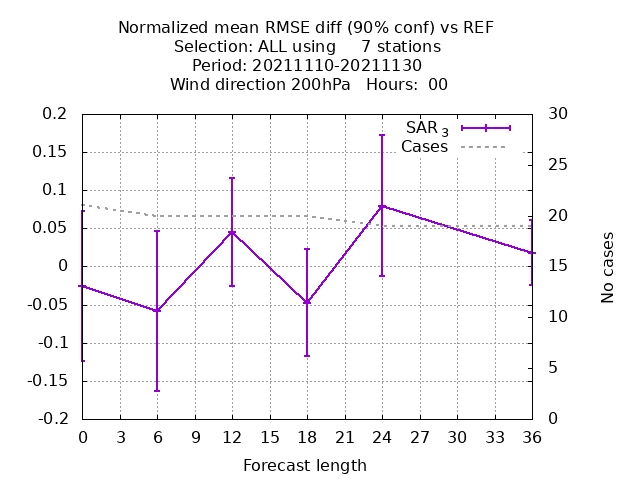 Normalized mean RMSE diff (90% conf) vs REF
Selection: ALL using     7 stations
Period: 20211110-20211130
Wind direction 200hPa   Hours:  00
SAR 3
Cases
0.2
0.15
0.1
0.05
0
-0.05
-0.1
-0.15
-0.2
30
25
20
15
10
5
0
No cases
0 3 6 9 12 15 18 21 24 27 30 33 36
Forecast length